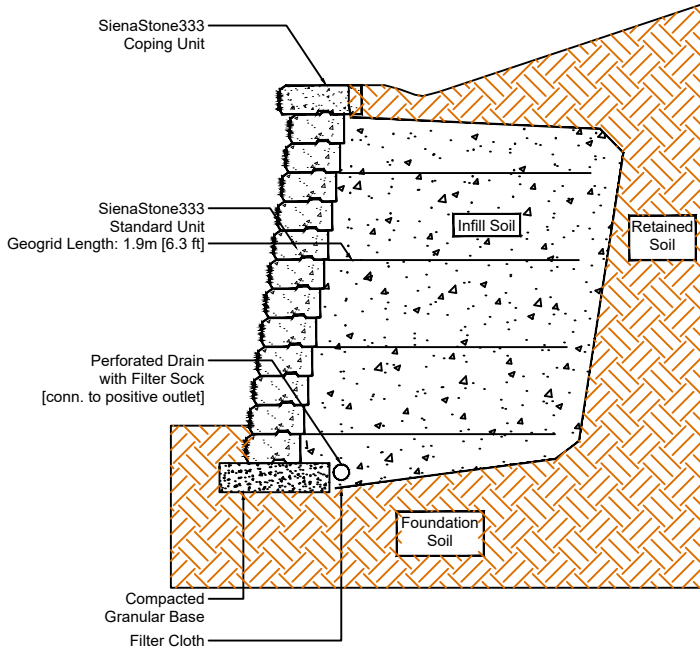 SienaStone333
Coping Unit
SienaStone333
Standard Unit
Geogrid Length: 1.9m [6.3 ft]
Infill Soil
Retained
Soil
Perforated Drain
with Filter Sock
[conn. to positive outlet]
Foundation
Soil
Compacted
Granular Base
Filter Cloth